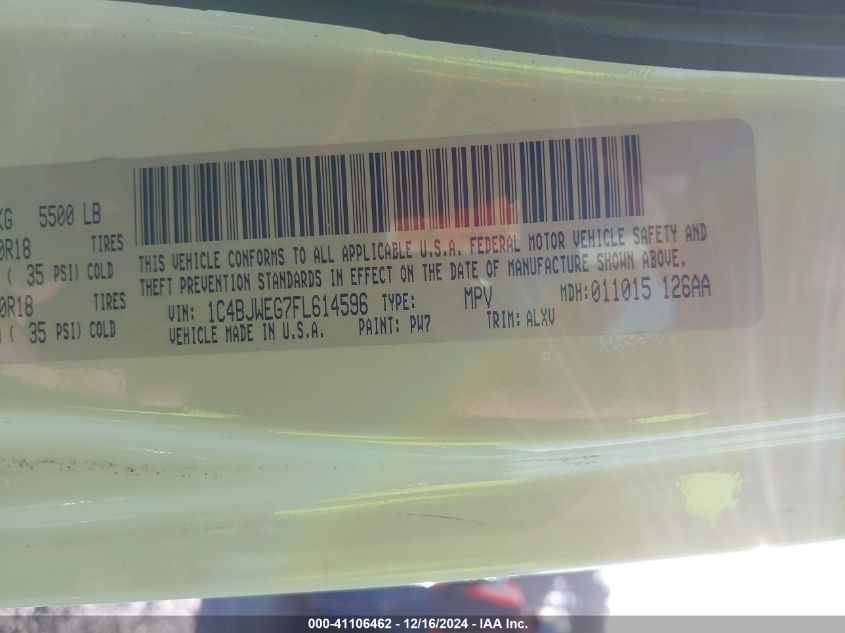 KG 5500 LB
0R18 TIRES
( 35 PSI) COLD
0R18 TIRES
( 35 PSI) COLD
THIS VEHICLE CONFORMS TO ALL APPLICABLE U.S.A. FEDERAL MOTOR VEHICLE SAFETY AND
THEFT PREVENTION STANDARDS IN EFFECT ON THE DATE OF MANUFACTURE SHOWN ABOVE.
VIN: 1C4BJWEG7FL614596 TYPE: MPV MDH:011015 126AA
VEHICLE MADE IN U.S.A. PAINT: PW7 TRIM: ALXV
000-41106462 - 12/16/2024 - IAA Inc.